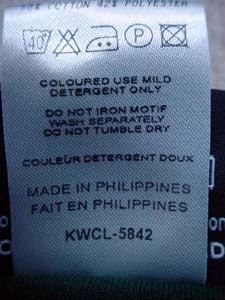 COTTON 42% POLYESTER
40 P
COLOURED USE MILD
DETERGENT ONLY
DO NOT IRON MOTIF
WASH SEPARATELY
DO NOT TUMBLE DRY
COULEUR DETERGENT DOUX
MADE IN PHILIPPINES
FAIT EN PHILIPPINES
KWCL-5842